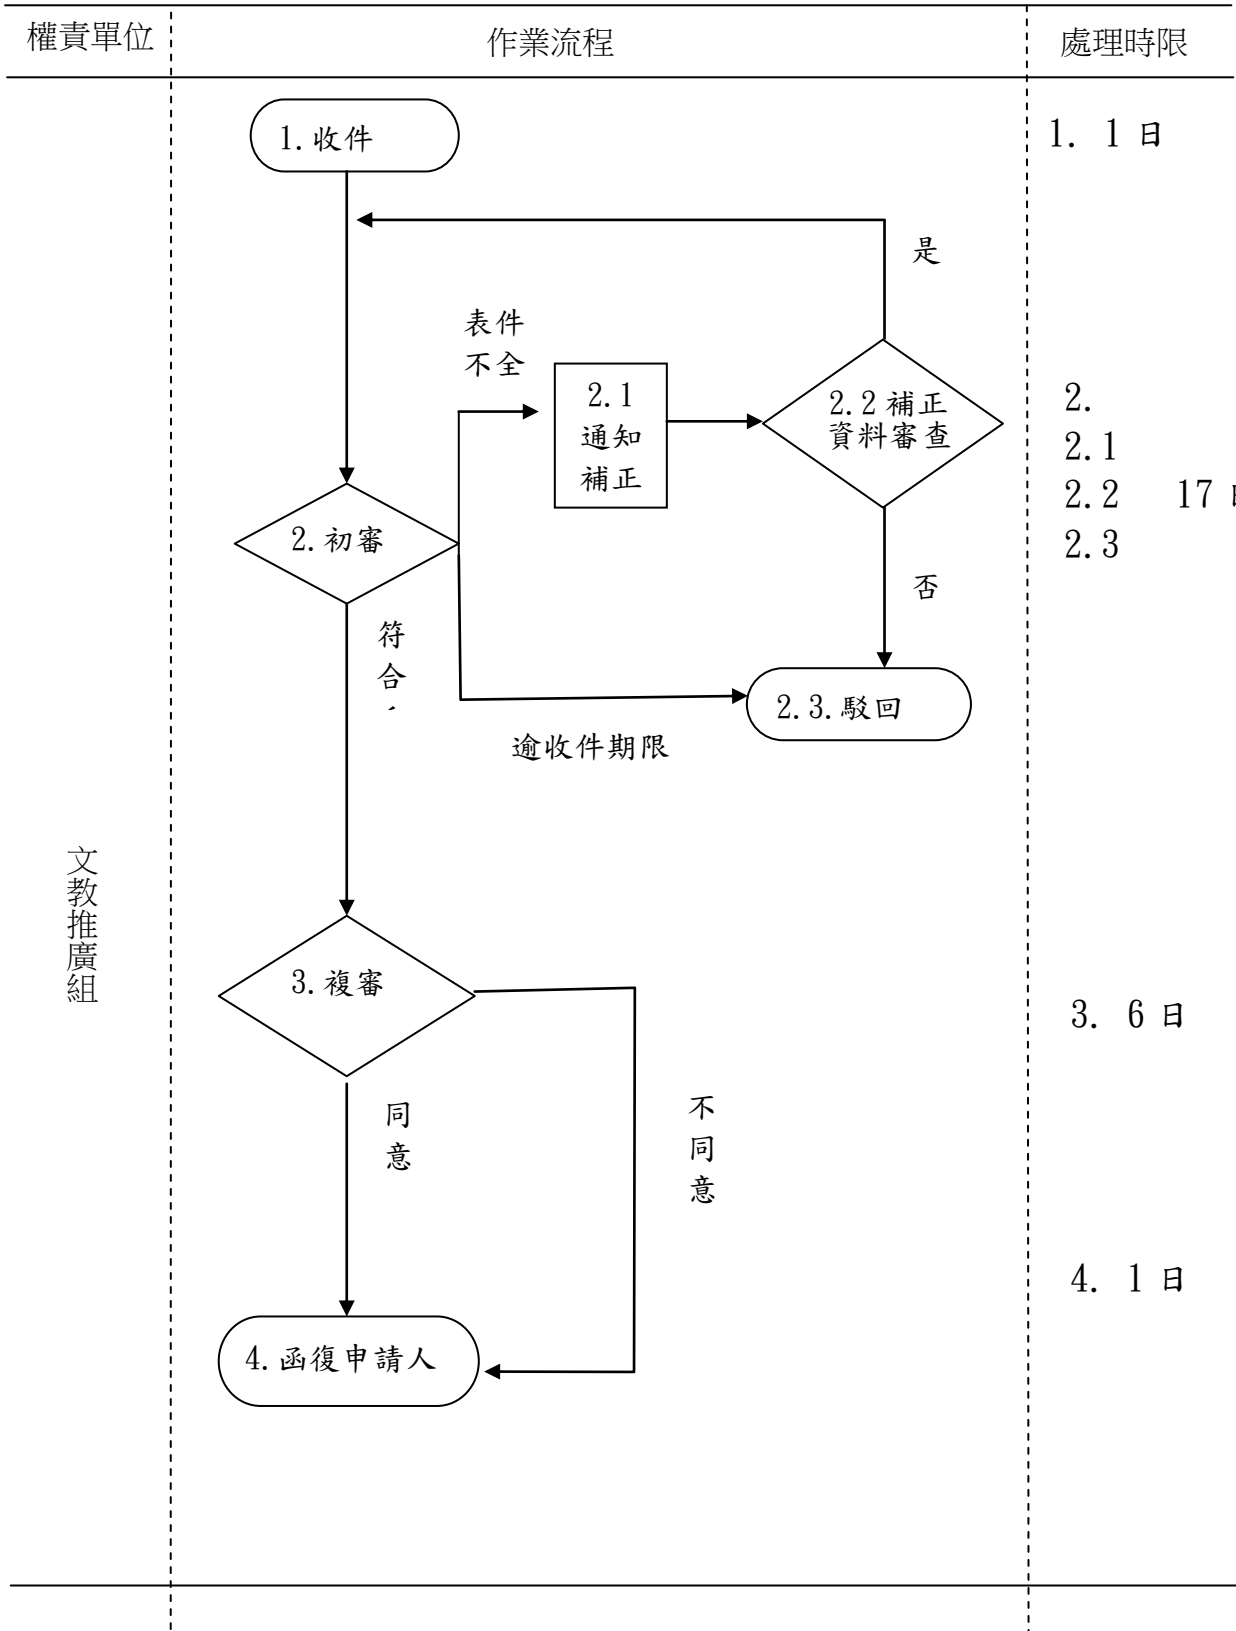 權責單位
作業流程
處理時限
1.收件
1. 1 日
是
表件
不全
2.1
通知
補正
2.2 補正
資料審查
2.
2.1
2.2 17
2.3
2.初審
否
符
合
2.3.駁回
逾收件期限
文教推廣組
3.複審
3. 6 日
同
意
不
同
意
4. 1 日
4.函復申請人